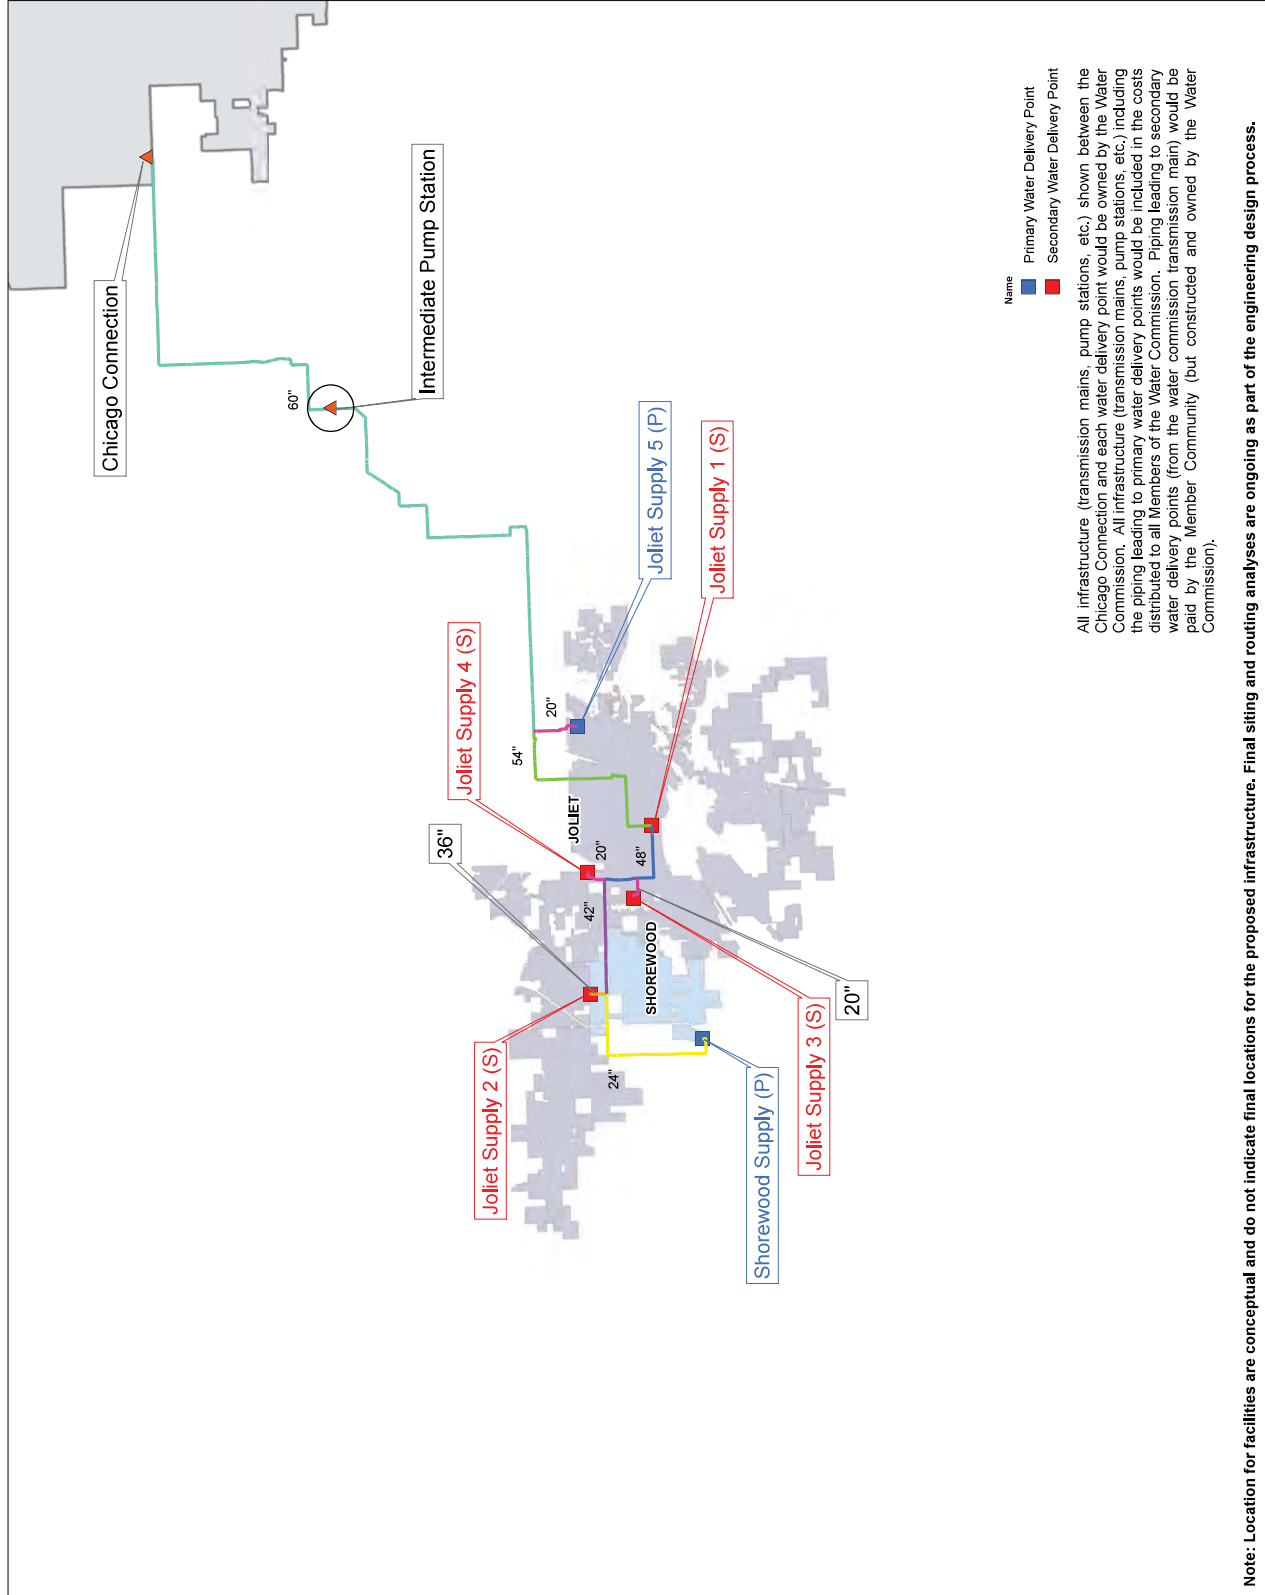 Chicago Connection
60"
Intermediate Pump Station
Joliet Supply 4 (S)
Joliet Supply 5 (P)
Joliet Supply 1 (S)
54"
20"
36"
JOLIET
20"
48"
42"
SHOREWOOD
Joliet Supply 2 (S)
24"
Shorewood Supply (P)
Joliet Supply 3 (S)
20"
Name
Primary Water Delivery Point
Secondary Water Delivery Point
All infrastructure (transmission mains, pump stations, etc.) shown between the
Chicago Connection and each water delivery point would be owned by the Water
Commission. All infrastructure (transmission mains, pump stations, etc.) including
the piping leading to primary water delivery points would be included in the costs
distributed to all Members of the Water Commission. Piping leading to secondary
water delivery points (from the water commission transmission main) would be
paid by the Member Community (but constructed and owned by the Water
Commission).
Note: Location for facilities are conceptual and do not indicate final locations for the proposed infrastructure. Final siting and routing analyses are ongoing as part of the engineering design process.